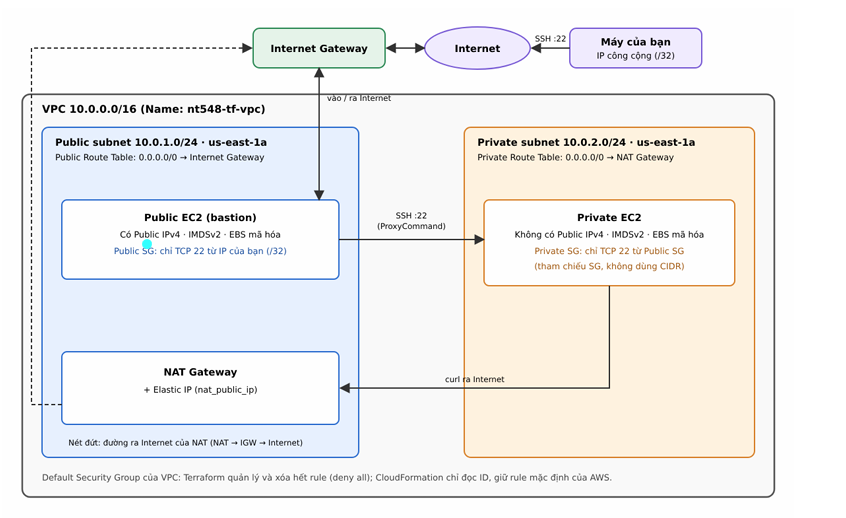 Internet Gateway
Internet
SSH :22
Máy của bạn
IP công cộng (/32)
vào / ra Internet
VPC 10.0.0.0/16 (Name: nt548-tf-vpc)
Public subnet 10.0.1.0/24 · us-east-1a
Public Route Table: 0.0.0.0/0 → Internet Gateway
Private subnet 10.0.2.0/24 · us-east-1a
Private Route Table: 0.0.0.0/0 → NAT Gateway
Public EC2 (bastion)
Có Public IPv4 · IMDSv2 · EBS mã hóa
Public SG: chỉ TCP 22 từ IP của bạn (/32)
SSH :22
(ProxyCommand)
Private EC2
Không có Public IPv4 · IMDSv2 · EBS mã hóa
Private SG: chỉ TCP 22 từ Public SG
(tham chiếu SG, không dùng CIDR)
NAT Gateway
+ Elastic IP (nat_public_ip)
curl ra Internet
Nét đứt: đường ra Internet của NAT (NAT → IGW → Internet)
Default Security Group của VPC: Terraform quản lý và xóa hết rule (deny all); CloudFormation chỉ đọc ID, giữ rule mặc định của AWS.